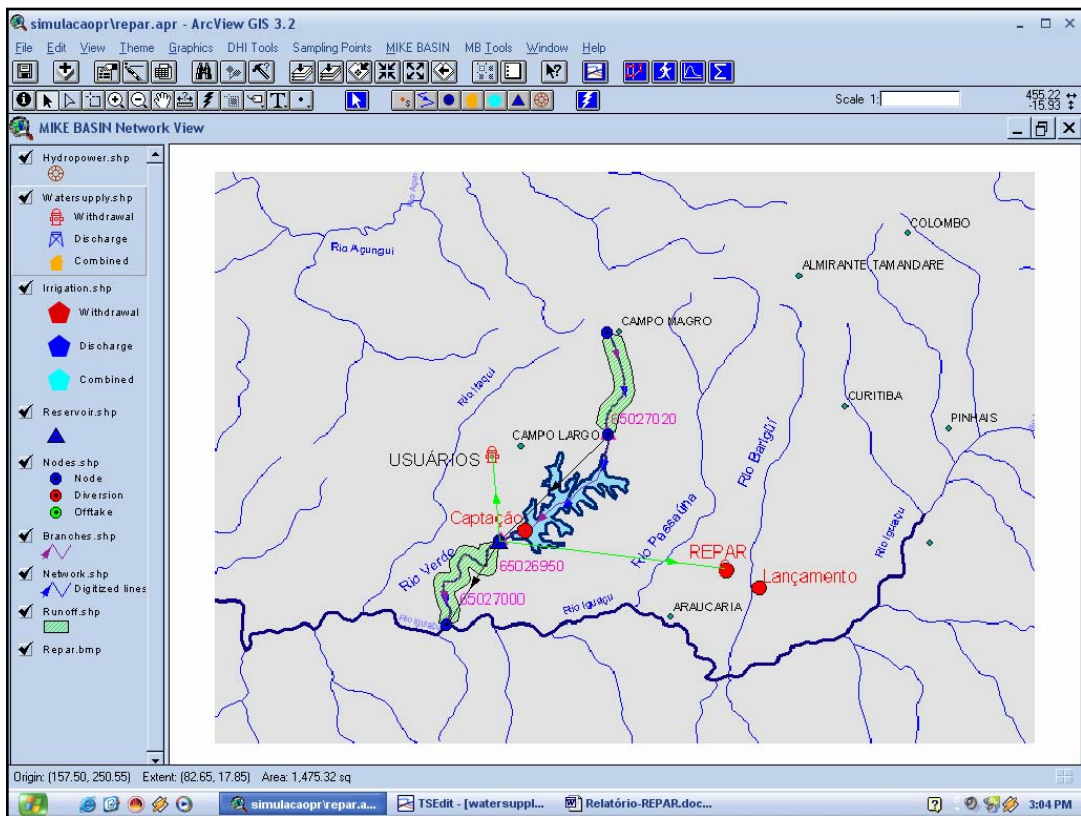 simulacaopr\repar.apr - ArcView GIS 3.2
File Edit View Theme Graphics DHI Tools Sampling Points MIKE BASIN MB Tools Window Help
Scale 1:
455.22
-15.93
MIKE BASIN Network View
Hydropower.shp
Watersupply.shp
Withdrawal
Discharge
Combined
Irrigation.shp
Withdrawal
Discharge
Combined
Reservoir.shp
Nodes.shp
Node
Diversion
Offtake
Branches.shp
Network.shp
Digitized lines
Runoff.shp
Repar.bmp
Rio Açungui
COLOMBO
ALMIRANTE TAMANDARE
CAMPO MAGRO
Rio Itaqui
CURITIBA
PINHAIS
65027020
CAMPO LARGO
USUÁRIOS
Rio Barigüí
Captação
Rio Passaúna
Rio Iguaçu
REPAR
Rio Verde
65026950
Lançamento
65027000
Rio Iguaçu
ARAUCARIA
Rio Iguaçu
Origin: (157.50, 250.55) Extent: (82.65, 17.85) Area: 1,475.32 sq
simulacaopr\repar.a...
TSEdit - [watersuppl...
Relatório-REPAR.doc...
3:04 PM